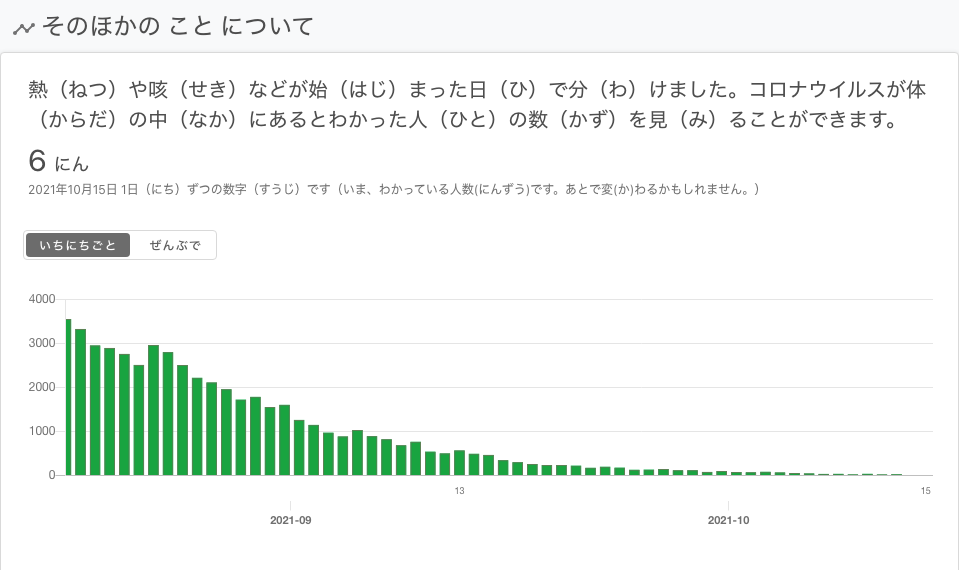 そのほかの こと について
熱（ねつ）や咳（せき）などが始（はじ）まった日（ひ）で分（わ）けました。コロナウイルスが体
（からだ）の中（なか）にあるとわかった人（ひと）の数（かず）を見（み）ることができます。
6 にん
2021年10月15日 1日（にち）ずつの数字（すうじ）です（いま、わかっている人数(にんずう)です。あとで変(か)わるかもしれません。）
いちにちごと ぜんぶで
4000
3000
2000
1000
0
13 15
2021-09 2021-10